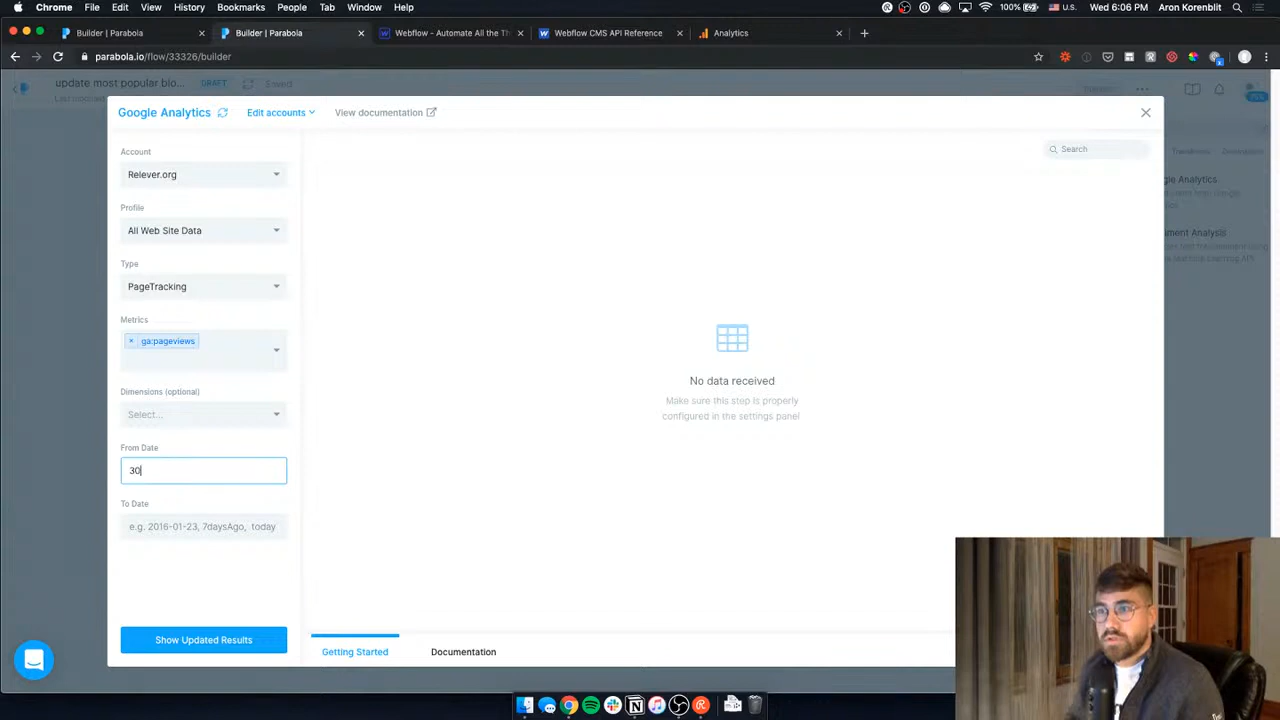 Chrome File Edit View History Bookmarks People Tab Window Help 100% U.S. Wed 6:06 PM Aron Korenblit
Builder | Parabola
Builder | Parabola
Webflow - Automate All the Th
Webflow CMS API Reference
Analytics
parabola.io/flow/33326/builder
update most popular blo... DRAFT Saved
Google Analytics Edit accounts View documentation
Account
Relever.org
Search
Profile
All Web Site Data
Type
PageTracking
Metrics
× ga:pageviews
Dimensions (optional)
Select...
No data received
Make sure this step is properly
configured in the settings panel
From Date
30
To Date
e.g. 2016-01-23, 7daysAgo, today
Show Updated Results
Getting Started Documentation
gle Analytics
ment Analysis